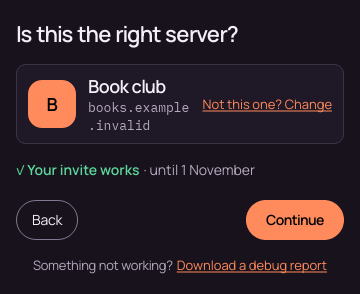 Is this the right server?
B
Book club
books.example
.invalid
Not this one? Change
√ Your invite works · until 1 November
Back
Continue
Something not working? Download a debug report